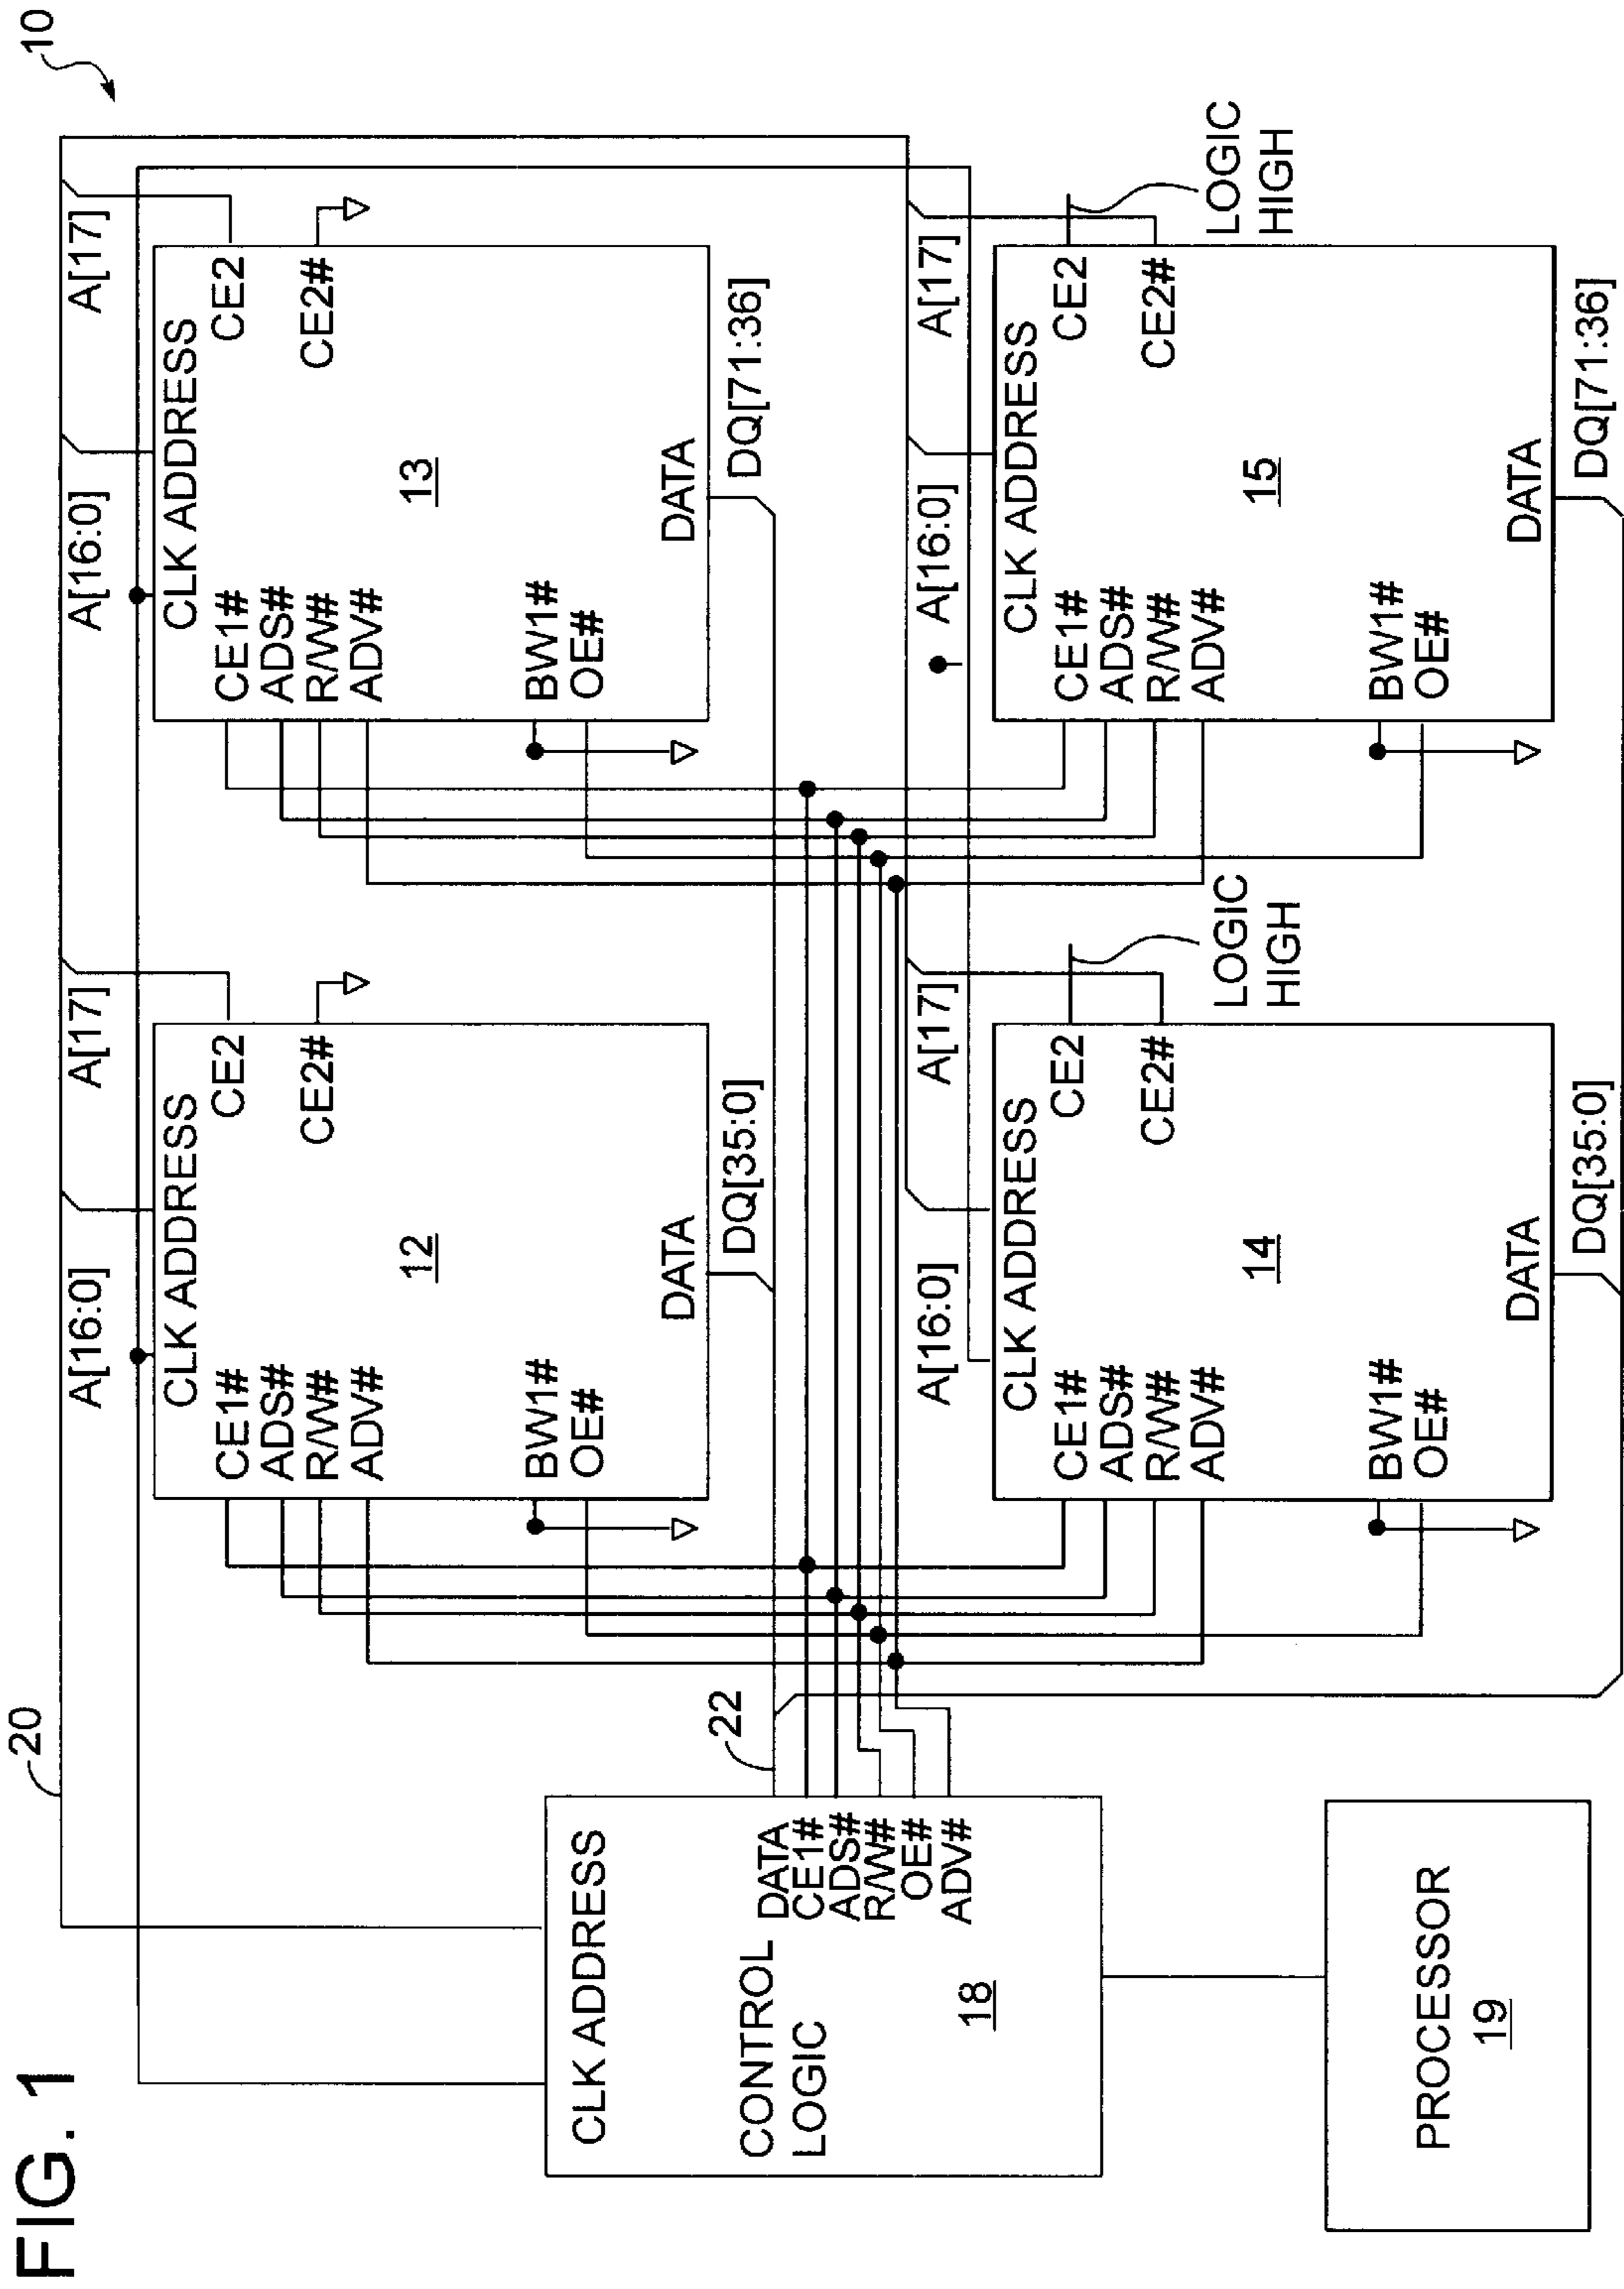 FIG. 1
10
20
A[16:0]
A[17]
A[16:0]
A[17]
CLK ADDRESS
CE1#
ADS#
R/W#
ADV#
BW1#
OE#
CE2
CE2#
12
DATA
DQ[35:0]
CLK ADDRESS
CE1#
ADS#
R/W#
ADV#
BW1#
OE#
CE2
CE2#
13
DATA
DQ[71:36]
CLK ADDRESS
CONTROL
LOGIC
18
DATA
CE1#
ADS#
R/W#
OE#
ADV#
22
A[16:0]
A[17]
A[16:0]
A[17]
CLK ADDRESS
CE1#
ADS#
R/W#
ADV#
BW1#
OE#
CE2
CE2#
14
DATA
LOGIC
HIGH
DQ[35:0]
CLK ADDRESS
CE1#
ADS#
R/W#
ADV#
BW1#
OE#
CE2
CE2#
15
DATA
LOGIC
HIGH
DQ[71:36]
PROCESSOR
19